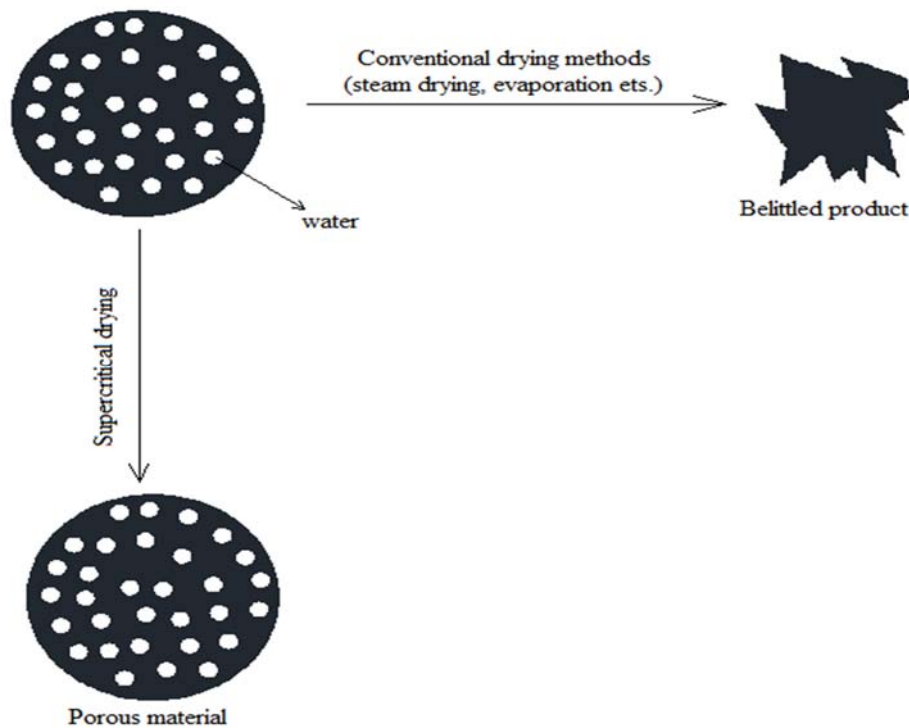 Conventional drying methods
(steam drying, evaporation ets.)
Belittled product
water
Supercritical drying
Porous material